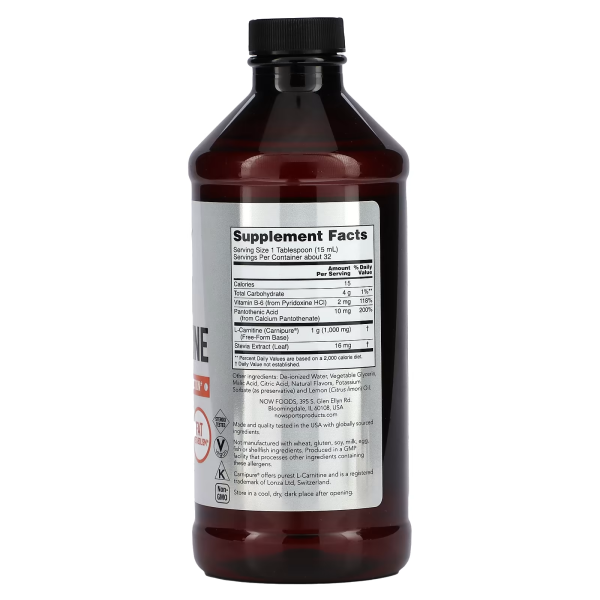 Supplement Facts
Serving Size 1 Tablespoon (15 mL)
Servings Per Container about 32
Amount Per Serving % Daily Value
Calories 15
Total Carbohydrate 4 g 1%**
Vitamin B-6 (from Pyridoxine HCl) 2 mg 118%
Pantothenic Acid 10 mg 200%
(from Calcium Pantothenate)
L-Carnitine (Carnipure®) 1 g (1,000 mg) †
(Free-Form Base)
Stevia Extract (Leaf) 16 mg †
** Percent Daily Values are based on a 2,000 calorie diet.
† Daily Value not established.
Other ingredients: De-ionized Water, Vegetable Glycerin,
Malic Acid, Citric Acid, Natural Flavors, Potassium
Sorbate (as preservative) and Lemon (Citrus limon) Oil.
NOW FOODS, 395 S. Glen Ellyn Rd.
Bloomingdale, IL 60108, USA
nowsportsproducts.com
Made and quality tested in the USA with globally sourced
ingredients.
Not manufactured with wheat, gluten, soy, milk, egg,
fish or shellfish ingredients. Produced in a GMP
facility that processes other ingredients containing
these allergens.
Carnipure® offers purest L-Carnitine and is a registered
trademark of Lonza Ltd, Switzerland.
Store in a cool, dry, dark place after opening.
NE
FAT
TESTED
V
K
Non-
GMO